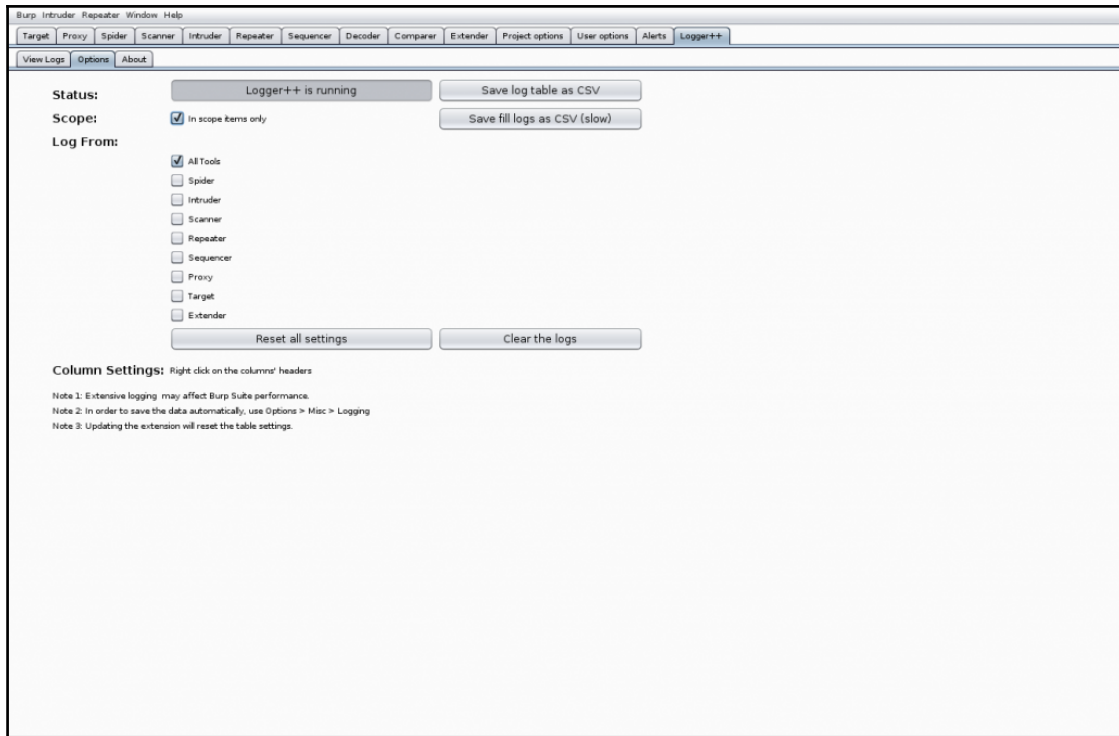 Burp Intruder Repeater Window Help
Target Proxy Spider Scanner Intruder Repeater Sequencer Decoder Comparer Extender Project options User options Alerts Logger++
View Logs Options About
Status: Logger++ is running Save log table as CSV
Scope: In scope items only Save fill logs as CSV (slow)
Log From:
All Tools
Spider
Intruder
Scanner
Repeater
Sequencer
Proxy
Target
Extender
Reset all settings Clear the logs
Column Settings: Right click on the columns' headers
Note 1: Extensive logging may affect Burp Suite performance.
Note 2: In order to save the data automatically, use Options > Misc > Logging
Note 3: Updating the extension will reset the table settings.